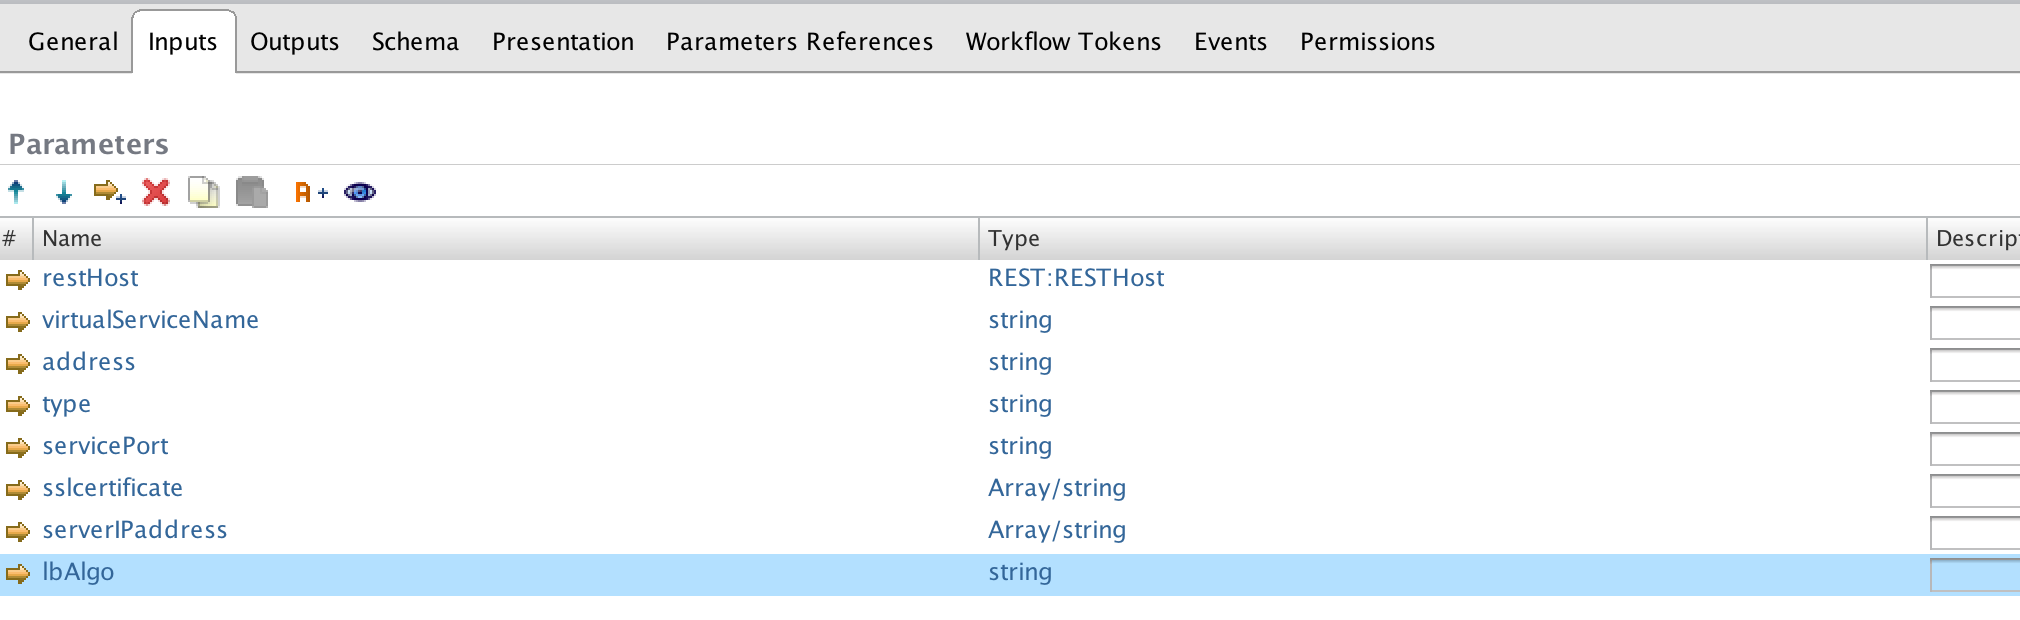 General Inputs Outputs Schema Presentation Parameters References Workflow Tokens Events Permissions
Parameters
# Name Type Descrip
restHost REST:RESTHost
virtualServiceName string
address string
type string
servicePort string
sslcertificate Array/string
serverIPaddress Array/string
lbAlgo string